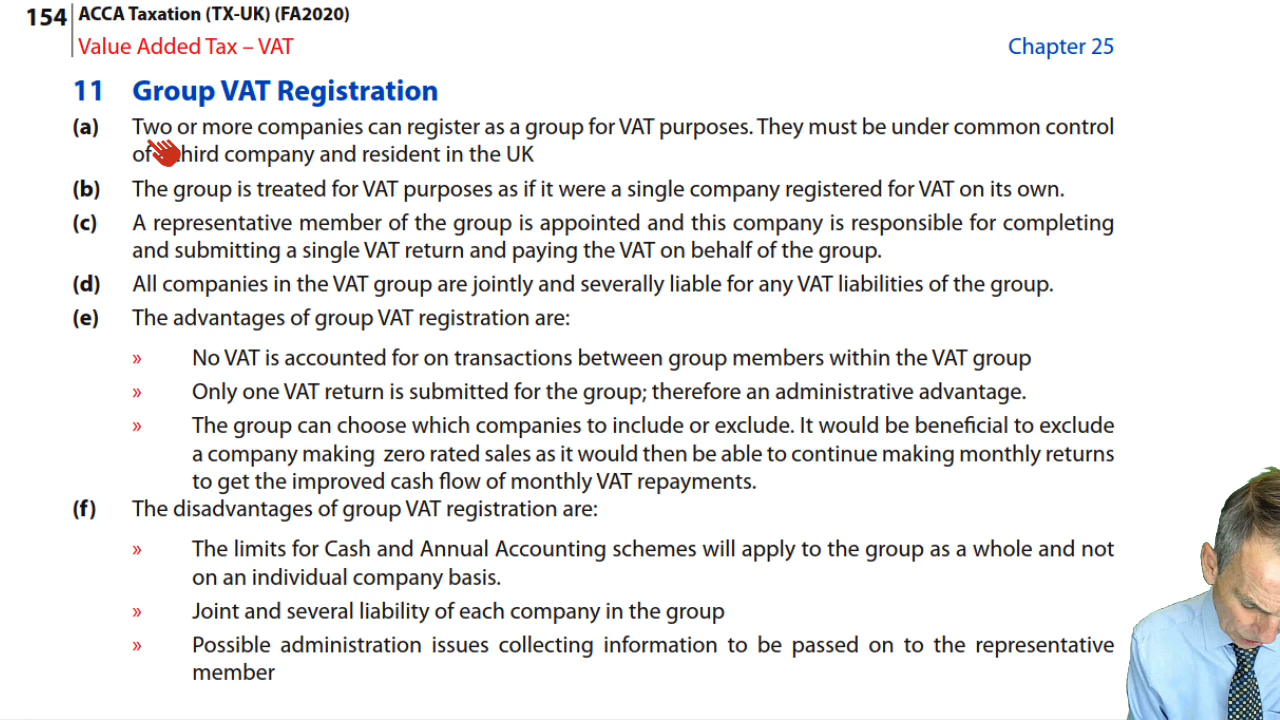 154 ACCA Taxation (TX-UK) (FA2020)
Value Added Tax – VAT Chapter 25
11 Group VAT Registration
(a) Two or more companies can register as a group for VAT purposes. They must be under common control
of third company and resident in the UK
(b) The group is treated for VAT purposes as if it were a single company registered for VAT on its own.
(c) A representative member of the group is appointed and this company is responsible for completing
and submitting a single VAT return and paying the VAT on behalf of the group.
(d) All companies in the VAT group are jointly and severally liable for any VAT liabilities of the group.
(e) The advantages of group VAT registration are:
» No VAT is accounted for on transactions between group members within the VAT group
» Only one VAT return is submitted for the group; therefore an administrative advantage.
» The group can choose which companies to include or exclude. It would be beneficial to exclude
a company making zero rated sales as it would then be able to continue making monthly returns
to get the improved cash flow of monthly VAT repayments.
(f) The disadvantages of group VAT registration are:
» The limits for Cash and Annual Accounting schemes will apply to the group as a whole and not
on an individual company basis.
» Joint and several liability of each company in the group
» Possible administration issues collecting information to be passed on to the representative
member